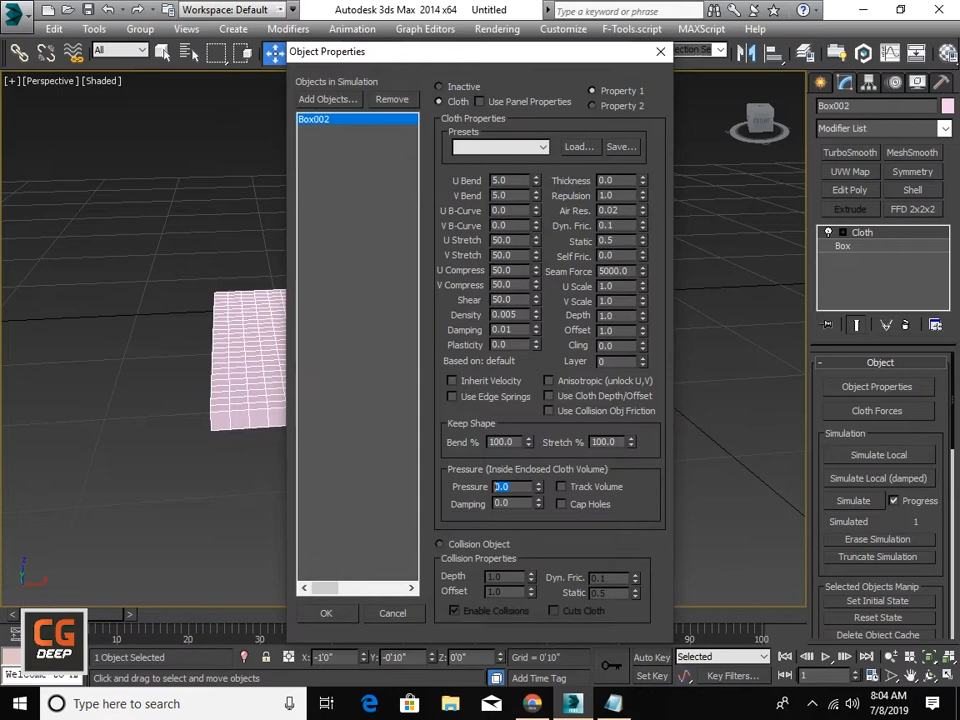 Workspace: Default
Autodesk 3ds Max 2014 x64
Untitled
Type a keyword or phrase
Edit Tools Group Views Create Modifiers Animation Graph Editors Rendering Customize F-Tools.script MAXScript Help
All
Object Properties
[+] [Perspective] [Shaded]
Objects in Simulation
Add Objects... Remove
Box002
Inactive
Cloth
Use Panel Properties
Property 1
Property 2
Cloth Properties
Presets
Load... Save...
U Bend 5.0 Thickness 0.0
V Bend 5.0 Repulsion 1.0
U B-Curve 0.0 Air Res. 0.02
V B-Curve 0.0 Dyn. Fric. 0.1
U Stretch 50.0 Static 0.5
V Stretch 50.0 Self Fric. 0.0
U Compress 50.0 Seam Force 5000.0
V Compress 50.0 U Scale 1.0
Shear 50.0 V Scale 1.0
Density 0.005 Depth 1.0
Damping 0.01 Offset 1.0
Plasticity 0.0 Cling 0.0
Based on: default Layer 0
Inherit Velocity Anisotropic (unlock U,V)
Use Edge Springs Use Cloth Depth/Offset
Use Collision Obj Friction
Keep Shape
Bend % 100.0 Stretch % 100.0
Pressure (Inside Enclosed Cloth Volume)
Pressure 0.0 Track Volume
Damping 0.0 Cap Holes
Collision Object
Collision Properties
Depth 1.0 Dyn. Fric. 0.1
Offset 1.0 Static 0.5
Enable Collisions Cuts Cloth
OK Cancel
Box002
Modifier List
TurboSmooth MeshSmooth
UVW Map Symmetry
Edit Poly Shell
Extrude FFD 2x2x2
Cloth
Box
Object
Object Properties
Cloth Forces
Simulation
Simulate Local
Simulate Local (damped)
Simulate Progress
Simulated 1
Erase Simulation
Truncate Simulation
Selected Objects Manip
Set Initial State
Reset State
Delete Object Cache
10 20 30 90 100
CG
DEEP
1 Object Selected X: -1'0" Y: -0'10" Z: 0'0" Grid = 0'10" Auto Key Selected
Click and drag to select and move objects Add Time Tag Set Key Key Filters... 1
Type here to search
8:04 AM
7/8/2019